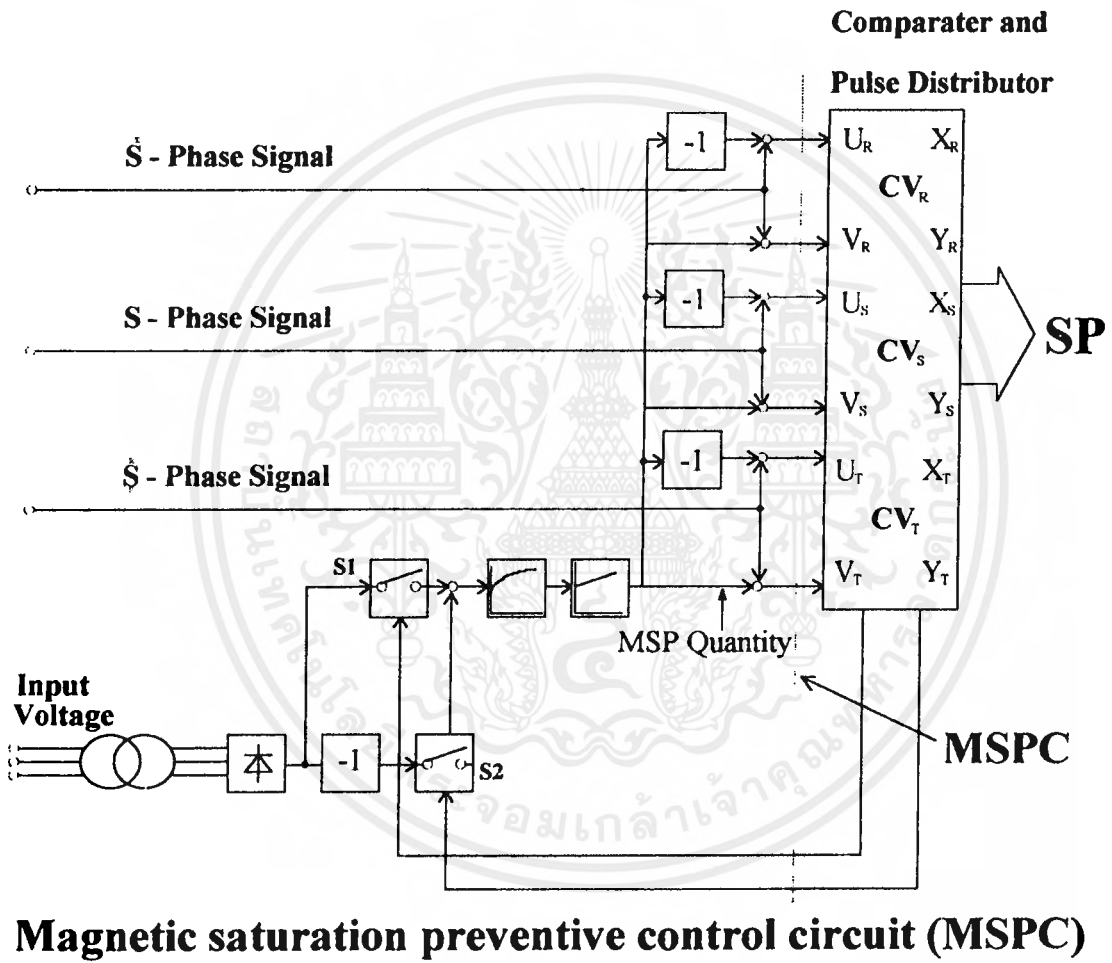 Comparater and
Pulse Distributor
Ṡ - Phase Signal
S - Phase Signal
Ṩ - Phase Signal
-1
-1
-1
U_R X_R
CV_R
V_R Y_R
U_S X_S
CV_S
V_S Y_S
U_T X_T
CV_T
V_T Y_T
SP
S1
MSP Quantity
Input
Voltage
-1
S2
MSPC
Magnetic saturation preventive control circuit (MSPC)